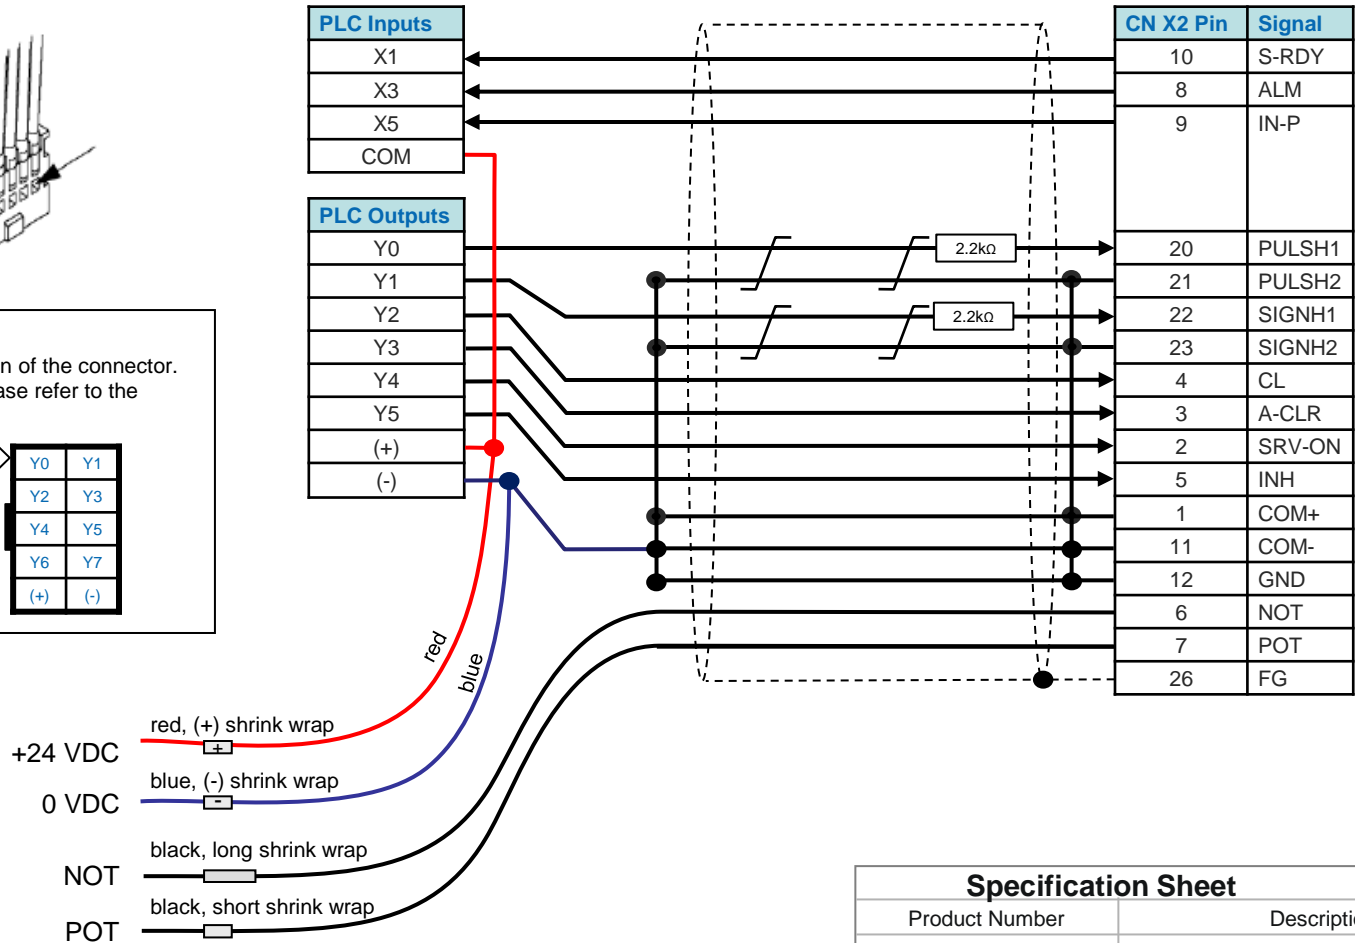 PLC Inputs
X1
X3
X5
COM
PLC Outputs
Y0
Y1
Y2
Y3
Y4
Y5
(+)
(-)
CN X2 Pin Signal
10 S-RDY
8 ALM
9 IN-P
20 PULSH1
21 PULSH2
22 SIGNH1
23 SIGNH2
4 CL
3 A-CLR
2 SRV-ON
5 INH
1 COM+
11 COM-
12 GND
6 NOT
7 POT
26 FG
2.2kΩ
2.2kΩ
n of the connector.
ase refer to the
Y0 Y1
Y2 Y3
Y4 Y5
Y6 Y7
(+) (-)
red
blue
red, (+) shrink wrap
+24 VDC
+
blue, (-) shrink wrap
0 VDC
-
black, long shrink wrap
NOT
black, short shrink wrap
POT
Specification Sheet
Product Number Descripti